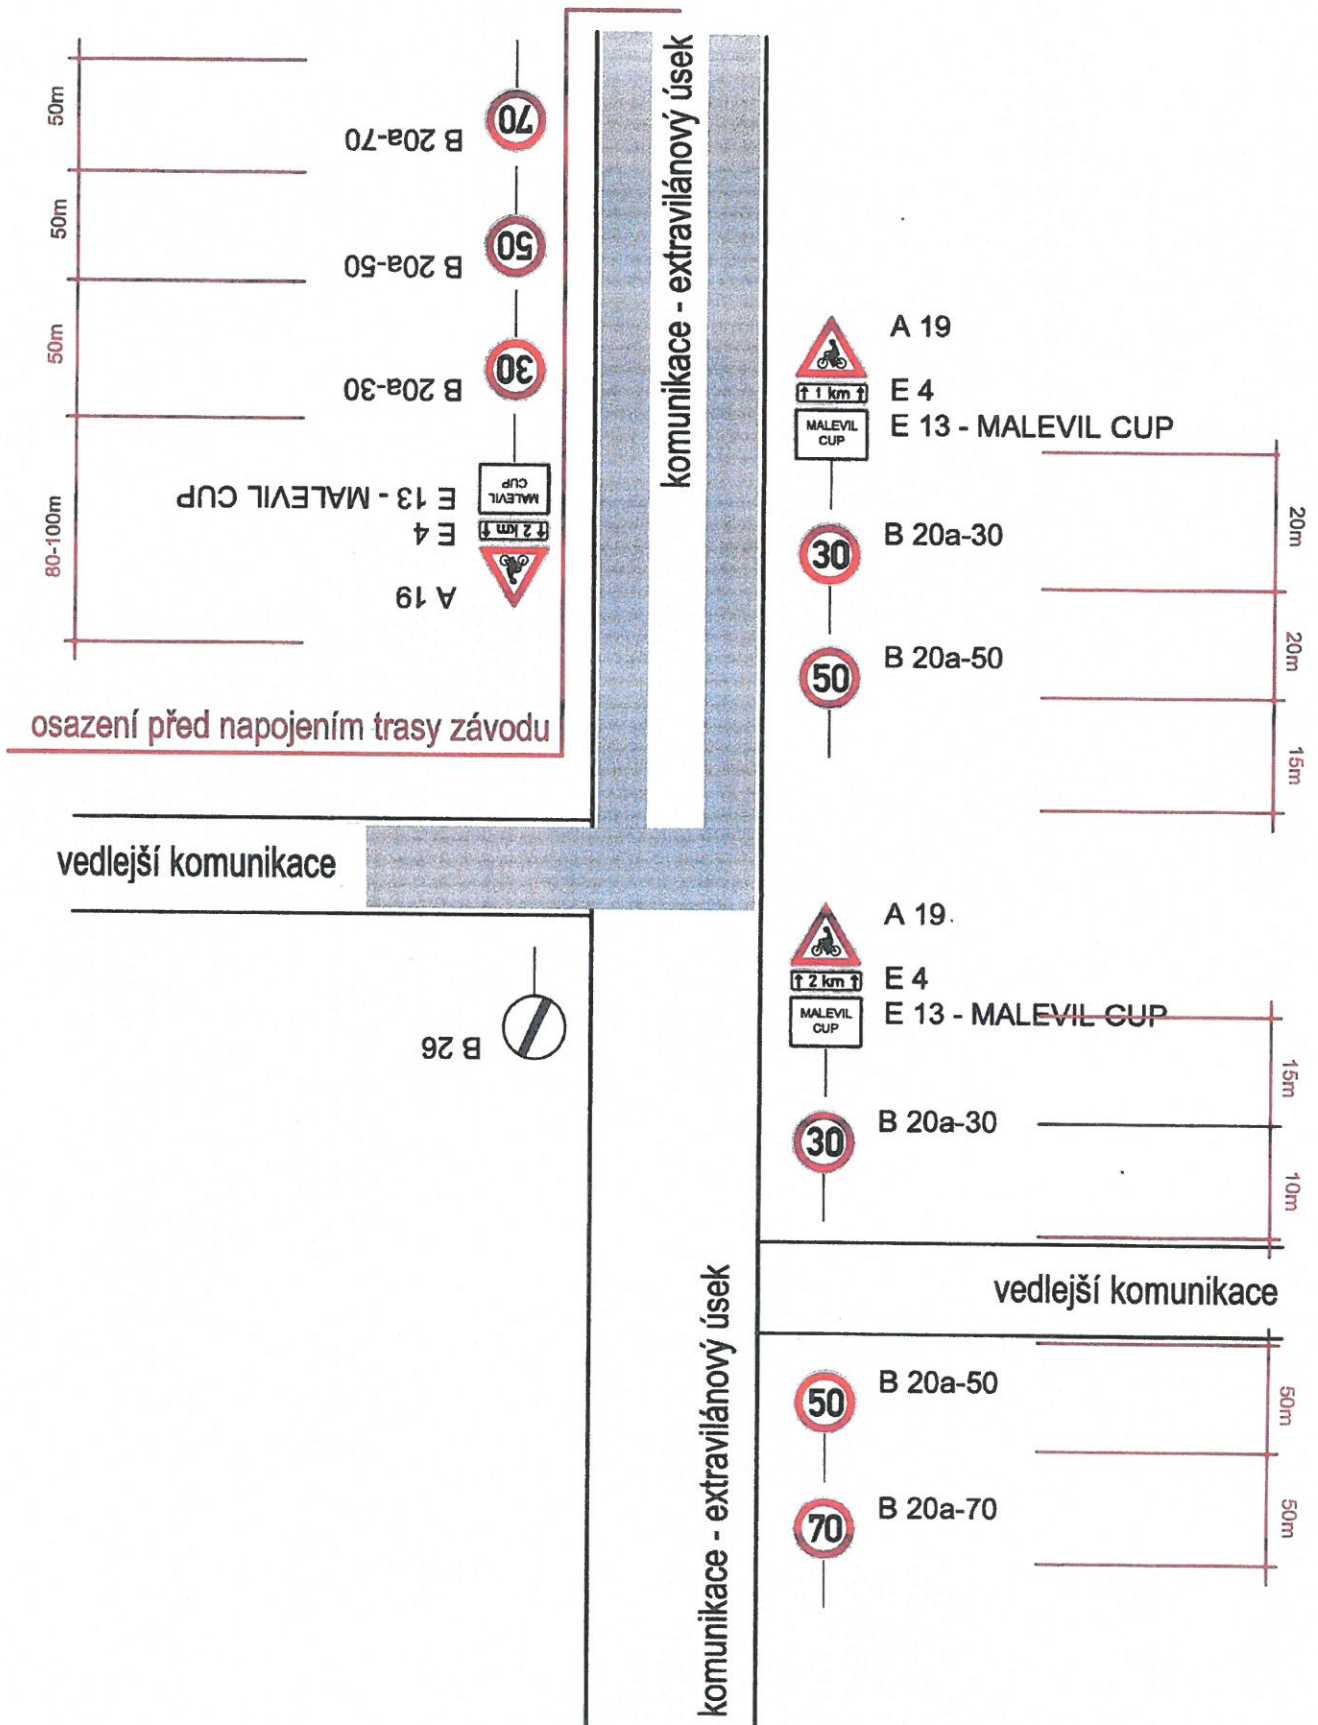 50m
50m
50m
80-100m
70
B 20a-70
50
B 20a-50
30
B 20a-30
MALEVIL
CUP
E 13 - MALEVIL CUP
↑ 2 km ↑
E 4
A 19
osazení před napojením trasy závodu
vedlejší komunikace
B 26
komunikace - extravilánový úsek
komunikace - extravilánový úsek
A 19
↑ 1 km ↑
E 4
MALEVIL
CUP
E 13 - MALEVIL CUP
30
B 20a-30
50
B 20a-50
20m
20m
15m
A 19
↑ 2 km ↑
E 4
MALEVIL
CUP
E 13 - MALEVIL CUP
30
B 20a-30
15m
10m
vedlejší komunikace
50
B 20a-50
70
B 20a-70
50m
50m